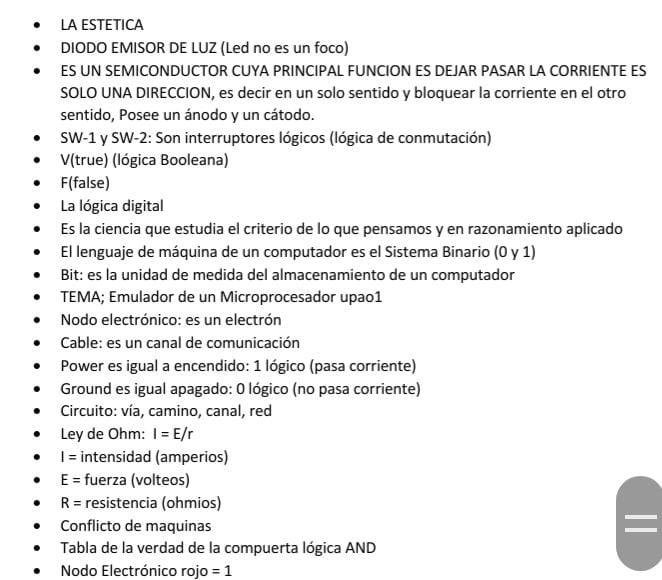 • LA ESTETICA
• DIODO EMISOR DE LUZ (Led no es un foco)
• ES UN SEMICONDUCTOR CUYA PRINCIPAL FUNCION ES DEJAR PASAR LA CORRIENTE ES
SOLO UNA DIRECCION, es decir en un solo sentido y bloquear la corriente en el otro
sentido, Posee un ánodo y un cátodo.
• SW-1 y SW-2: Son interruptores lógicos (lógica de conmutación)
• V(true) (lógica Booleana)
• F(false)
• La lógica digital
• Es la ciencia que estudia el criterio de lo que pensamos y en razonamiento aplicado
• El lenguaje de máquina de un computador es el Sistema Binario (0 y 1)
• Bit: es la unidad de medida del almacenamiento de un computador
• TEMA; Emulador de un Microprocesador upao1
• Nodo electrónico: es un electrón
• Cable: es un canal de comunicación
• Power es igual a encendido: 1 lógico (pasa corriente)
• Ground es igual apagado: 0 lógico (no pasa corriente)
• Circuito: vía, camino, canal, red
• Ley de Ohm: I = E/r
• I = intensidad (amperios)
• E = fuerza (volteos)
• R = resistencia (ohmios)
• Conflicto de maquinas
• Tabla de la verdad de la compuerta lógica AND
• Nodo Electrónico rojo = 1